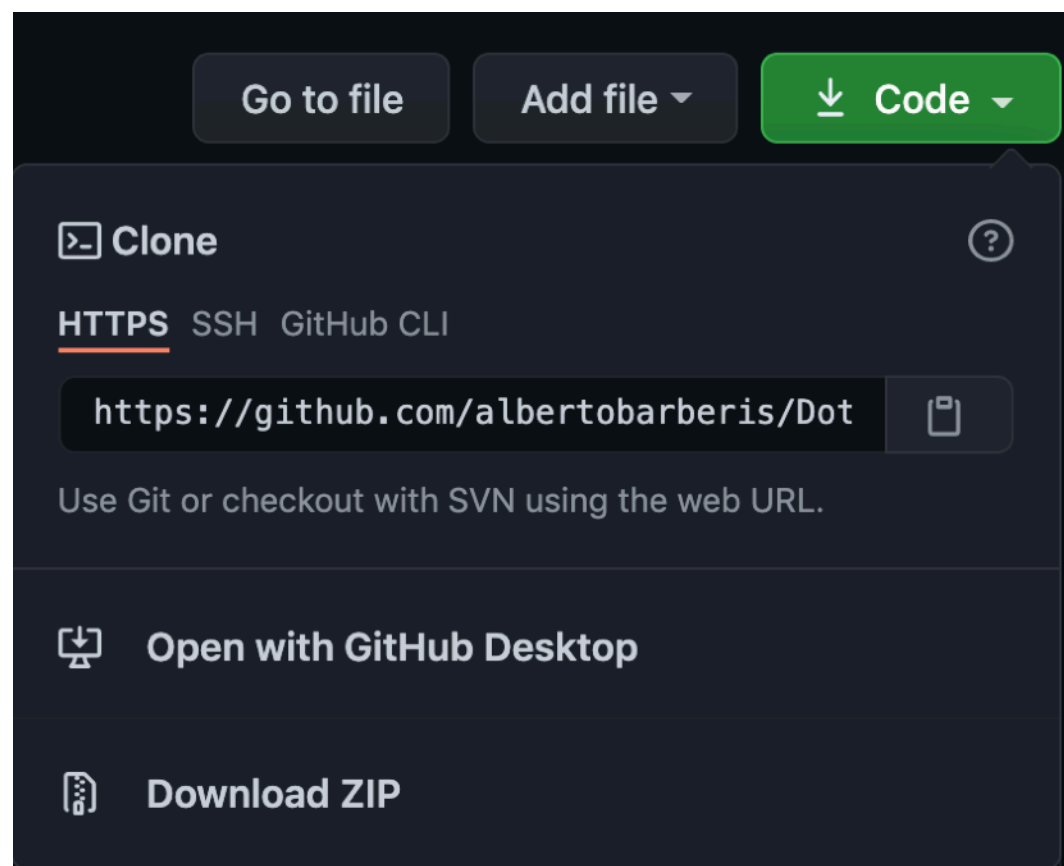 Go to file Add file Code
Clone
HTTPS SSH GitHub CLI
https://github.com/albertobarberis/Dot
Use Git or checkout with SVN using the web URL.
Open with GitHub Desktop
Download ZIP